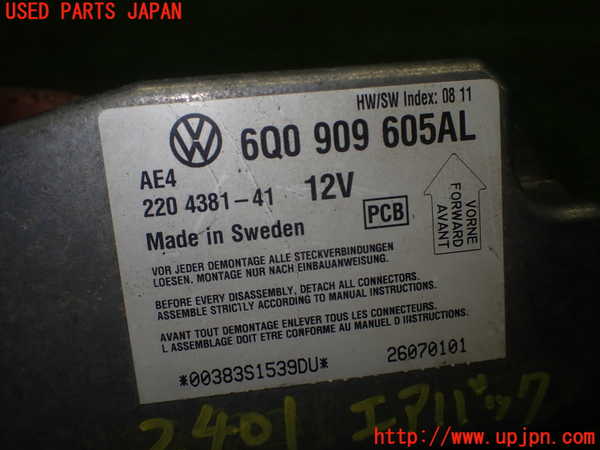 USED PARTS JAPAN
HW/SW Index: 08 11
6Q0 909 605AL
AE4
220 4381-41 12V
PCB
VORNE
FORWARD
AVANT
Made in Sweden
VOR JEDER DEMONTAGE ALLE STECKVERBINDUNGEN
LOESEN. MONTAGE NUR NACH EINBAUANWEISUNG.
BEFORE EVERY DISASSEMBLY, DETACH ALL CONNECTORS.
ASSEMBLE STRICTLY ACCORDING TO MANUAL INSTRUCTIONS.
AVANT TOUT DEMONTAGE ENLEVER TOUS LES CONNECTEURS.
L ASSEMBLAGE DOIT ETRE CONFORME AU MANUEL D INSTRUCTIONS.
*00383S1539DU* 26070101
2401 エアバック
http://www.upjpn.com/